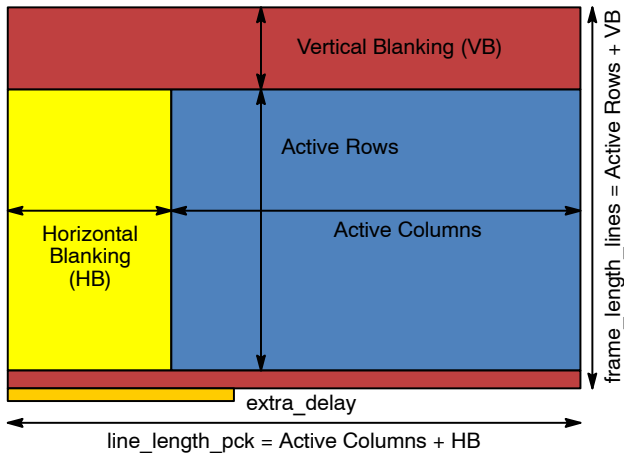 Vertical Blanking (VB)
Active Rows
Active Columns
Horizontal
Blanking
(HB)
frame_length_lines = Active Rows + VB
extra_delay
line_length_pck = Active Columns + HB